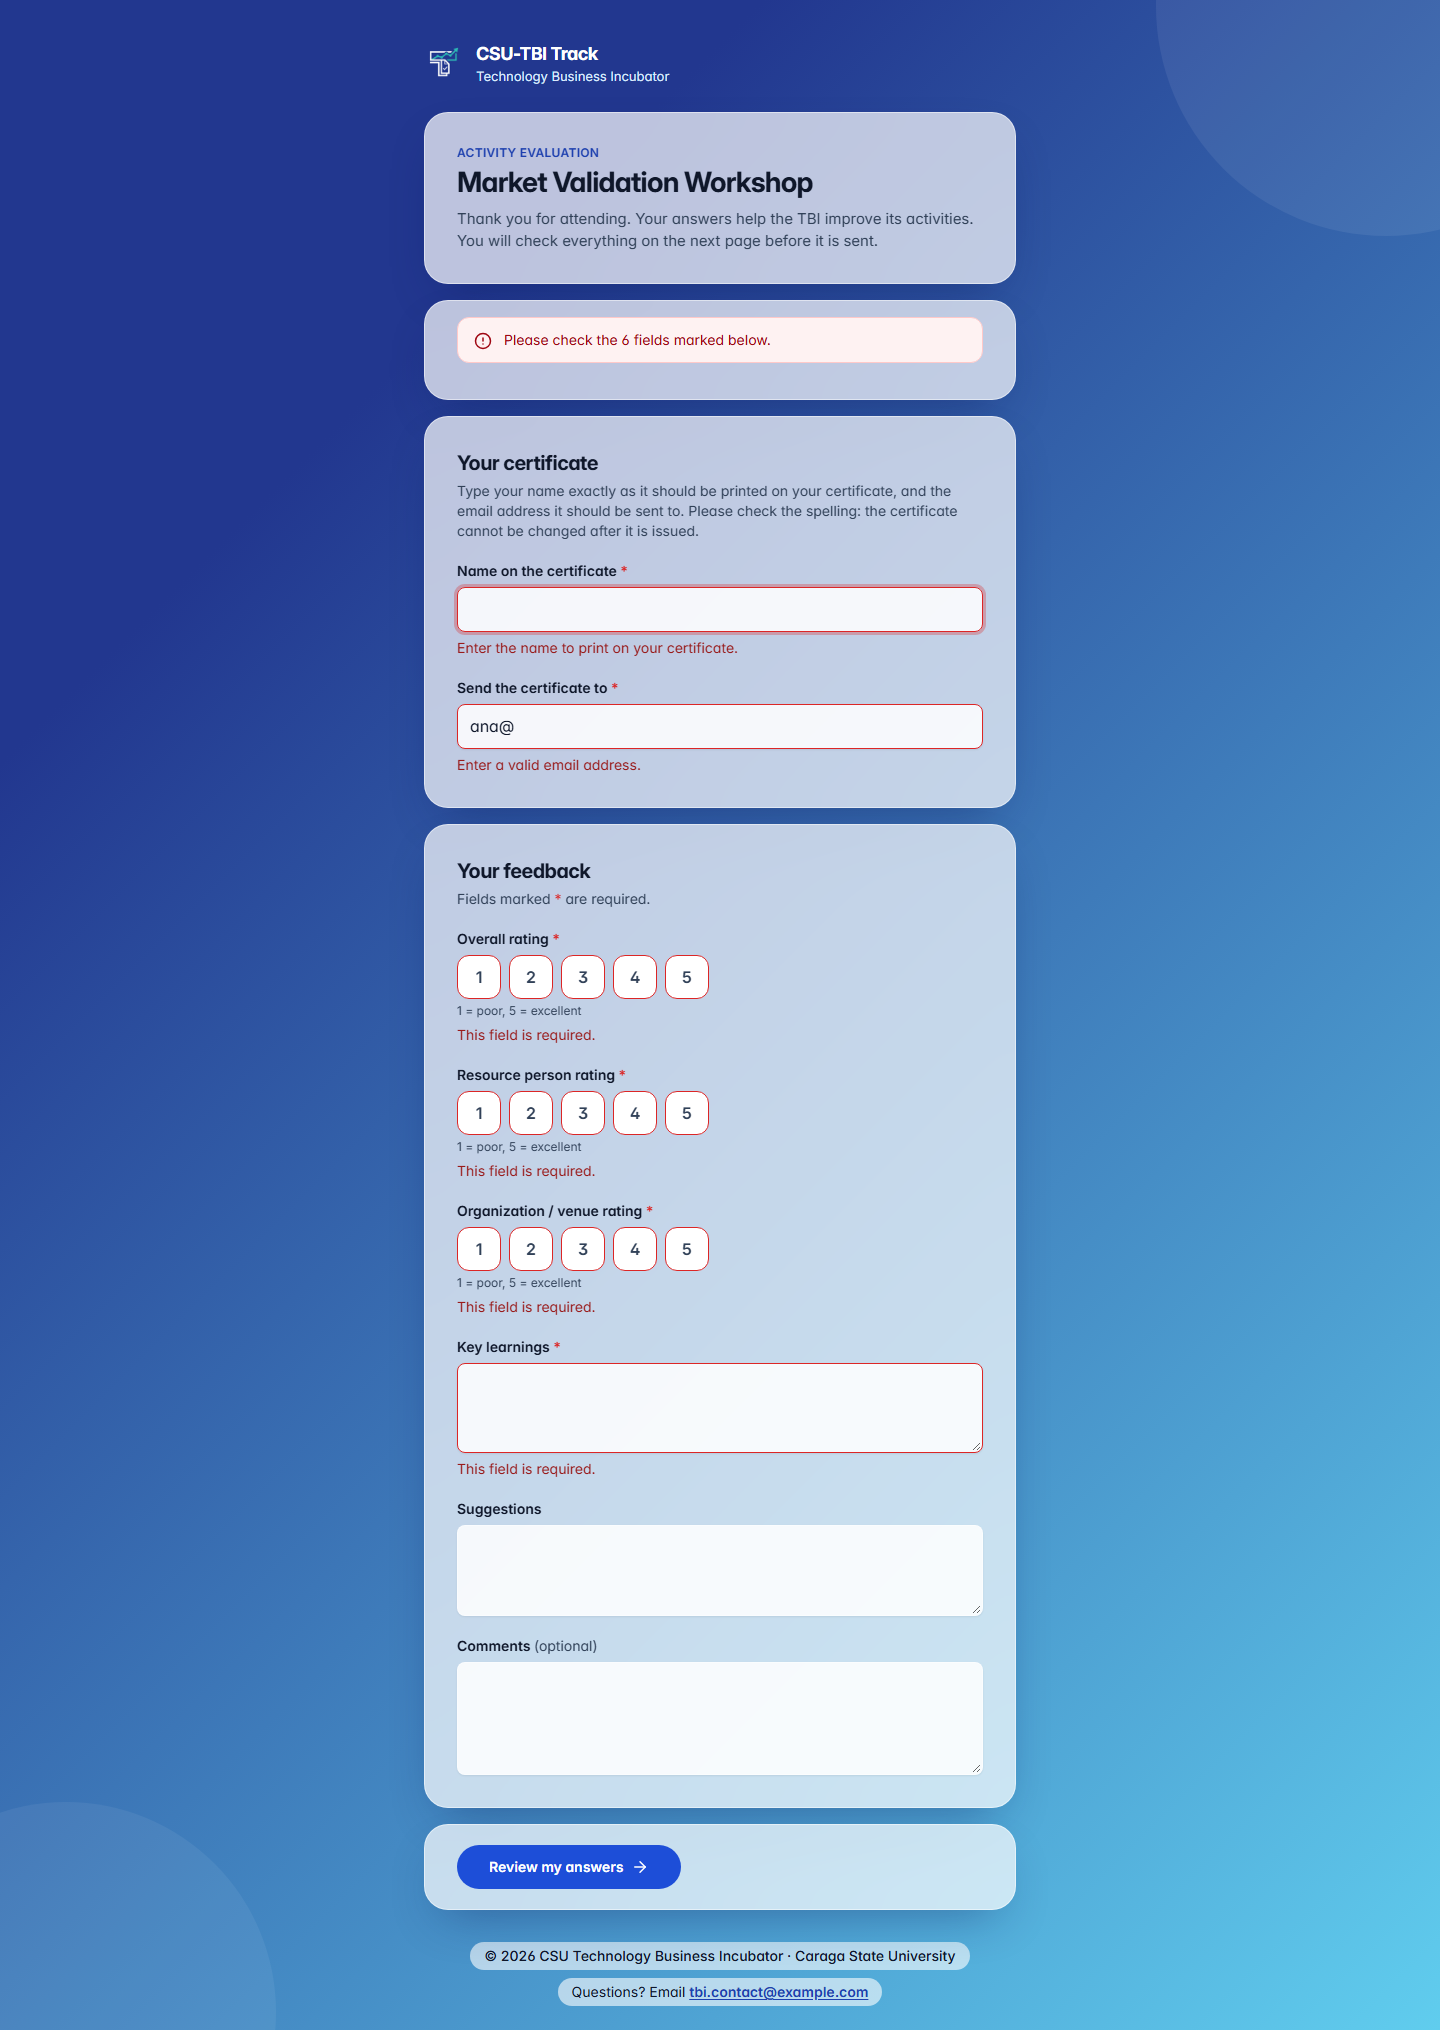 CSU-TBI Track
Technology Business Incubator
ACTIVITY EVALUATION
Market Validation Workshop
Thank you for attending. Your answers help the TBI improve its activities.
You will check everything on the next page before it is sent.
Please check the 6 fields marked below.
Your certificate
Type your name exactly as it should be printed on your certificate, and the
email address it should be sent to. Please check the spelling: the certificate
cannot be changed after it is issued.
Name on the certificate *
Enter the name to print on your certificate.
Send the certificate to *
ana@
Enter a valid email address.
Your feedback
Fields marked * are required.
Overall rating *
1 2 3 4 5
1 = poor, 5 = excellent
This field is required.
Resource person rating *
1 2 3 4 5
1 = poor, 5 = excellent
This field is required.
Organization / venue rating *
1 2 3 4 5
1 = poor, 5 = excellent
This field is required.
Key learnings *
This field is required.
Suggestions
Comments (optional)
Review my answers →
© 2026 CSU Technology Business Incubator · Caraga State University
Questions? Email tbi.contact@example.com